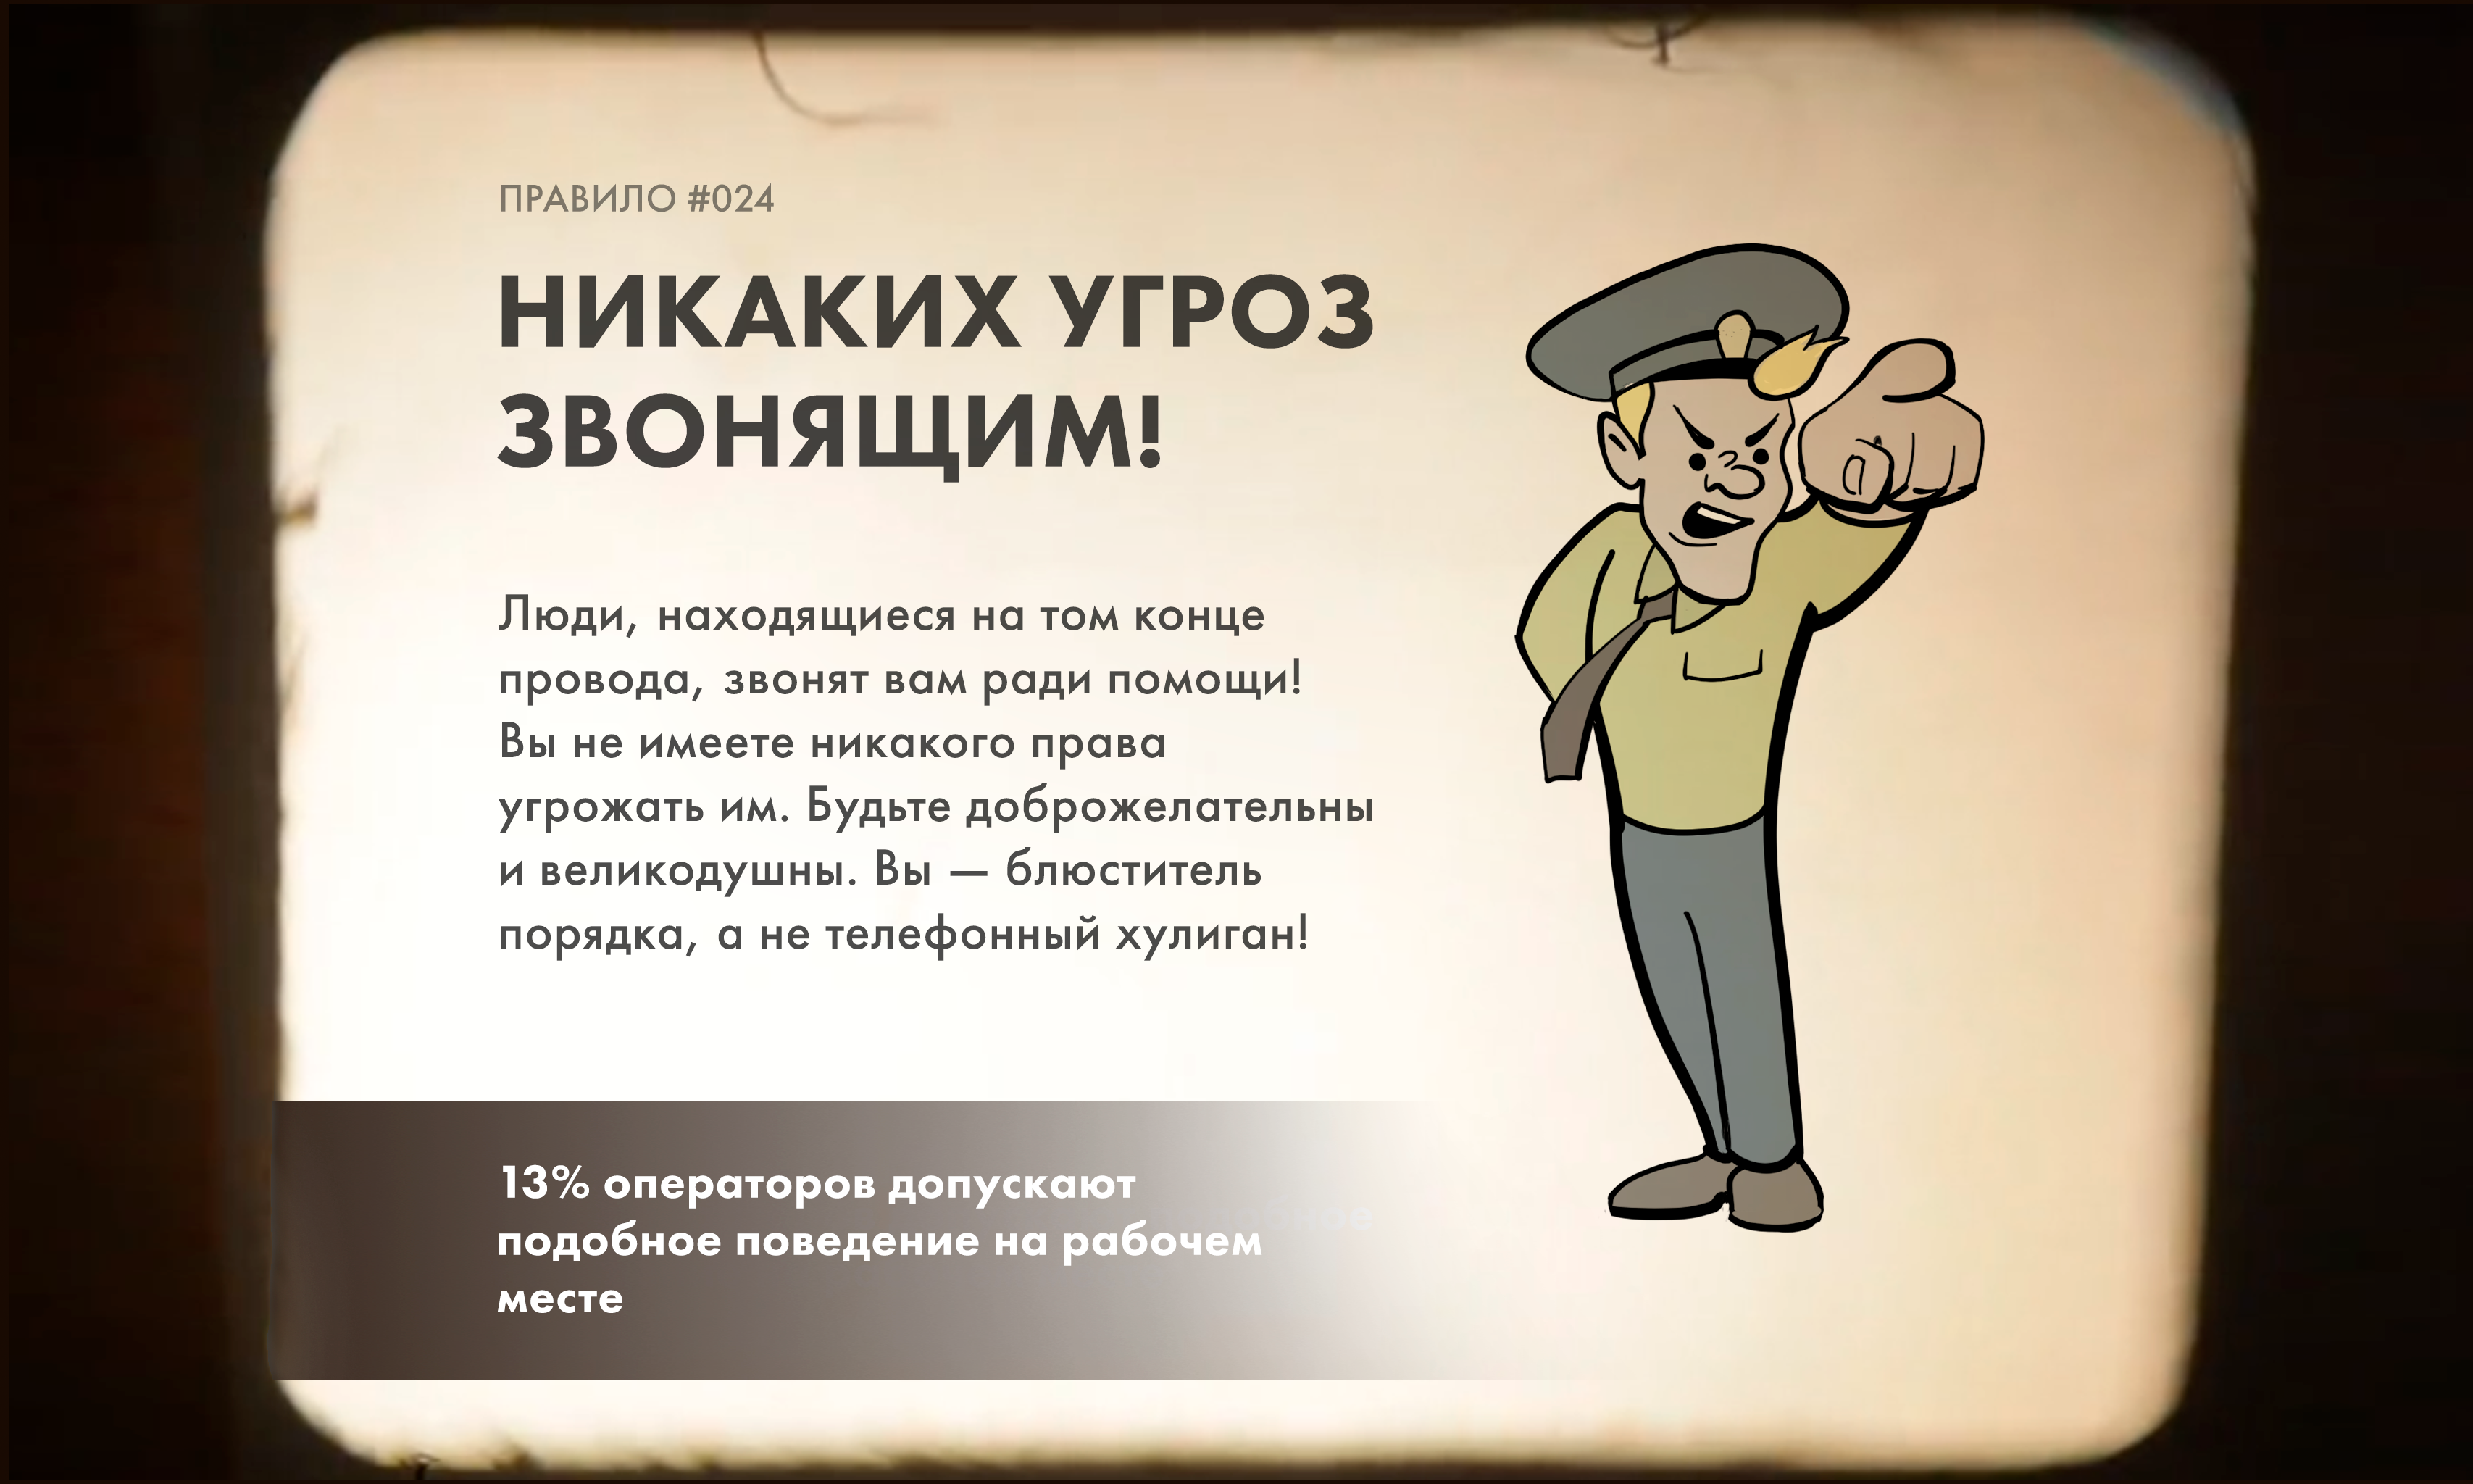 ПРАВИЛО #024
НИКАКИХ УГРОЗ
ЗВОНЯЩИМ!
Люди, находящиеся на том конце
провода, звонят вам ради помощи!
Вы не имеете никакого права
угрожать им. Будьте доброжелательны
и великодушны. Вы — блюститель
порядка, а не телефонный хулиган!
13% операторов допускают
подобное поведение на рабочем
месте